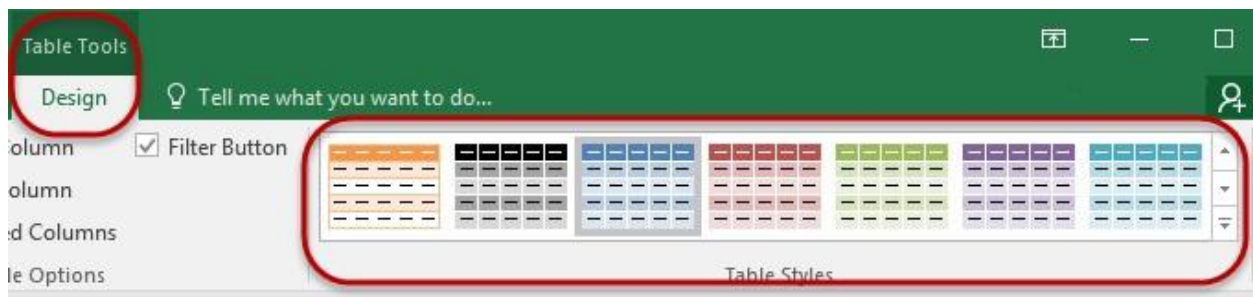 Table Tools
Design
Tell me what you want to do...
olumn
Filter Button
olumn
ed Columns
le Options
Table Styles